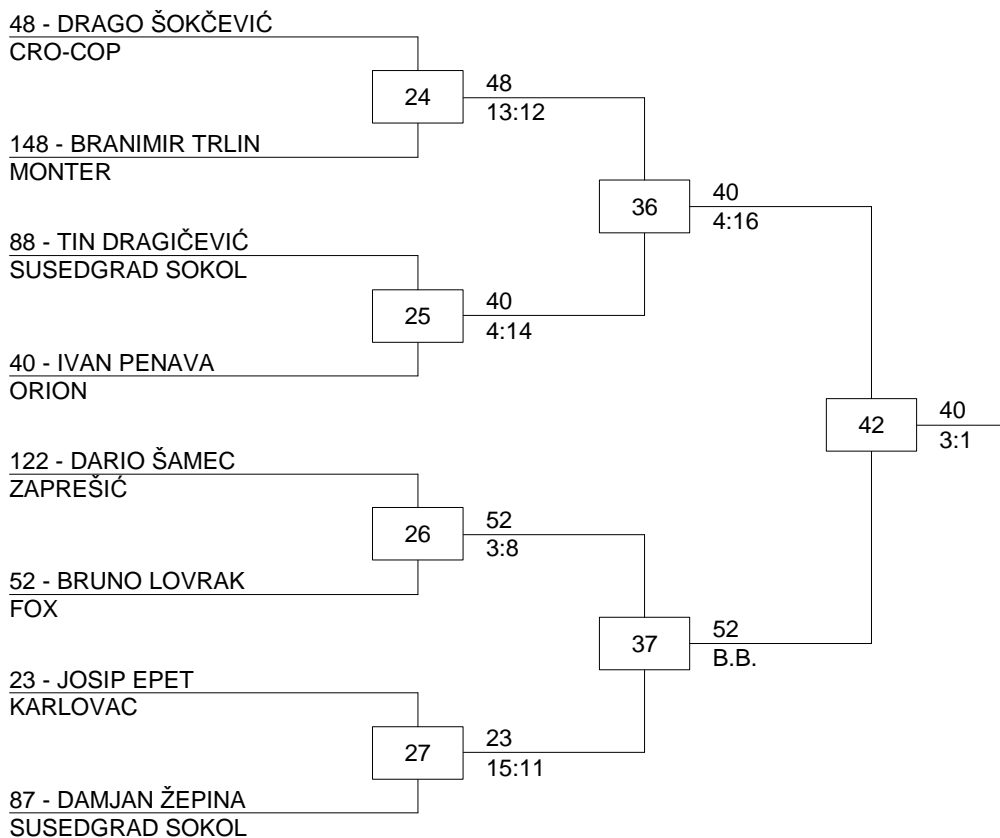 48 - DRAGO ŠOKČEVIĆ
CRO-COP
24
48
13:12
148 - BRANIMIR TRLIN
MONTER
36
40
4:16
88 - TIN DRAGIČEVIĆ
SUSEDGRAD SOKOL
25
40
4:14
40 - IVAN PENAVA
ORION
42
40
3:1
122 - DARIO ŠAMEC
ZAPREŠIĆ
26
52
3:8
52 - BRUNO LOVRAK
FOX
37
52
B.B.
23 - JOSIP EPET
KARLOVAC
27
23
15:11
87 - DAMJAN ŽEPINA
SUSEDGRAD SOKOL